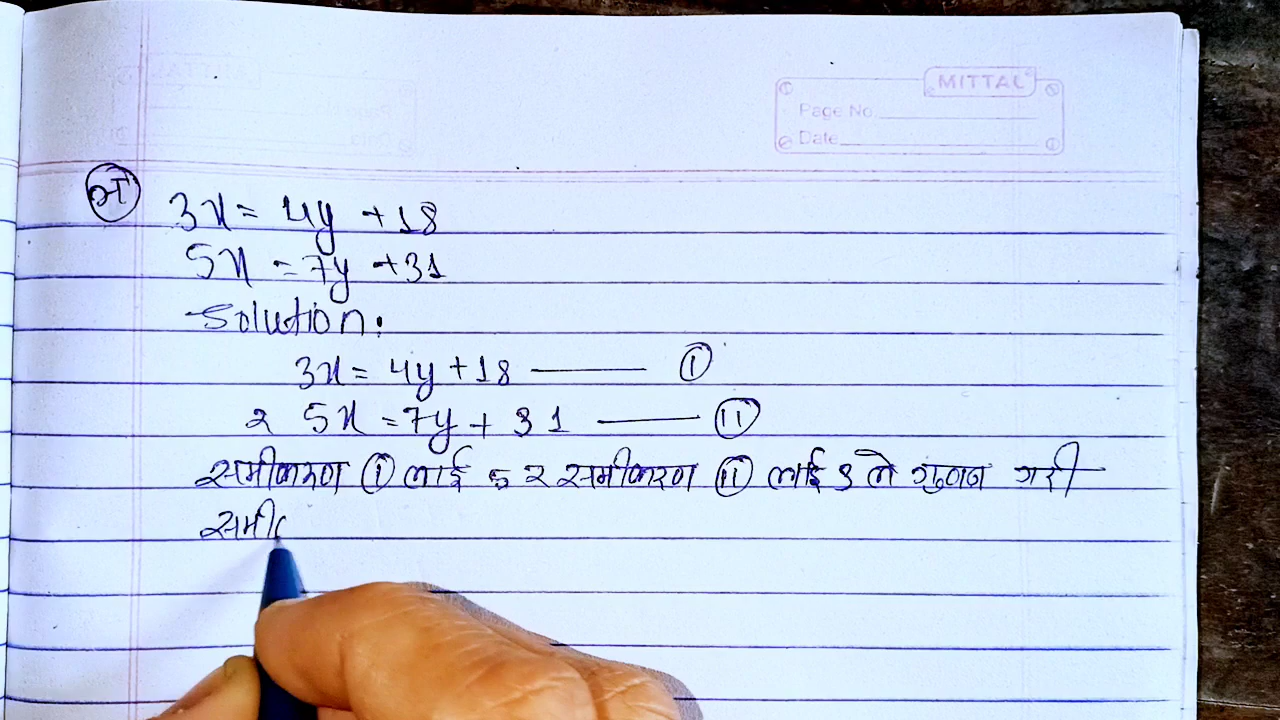 MITTAL
Page No.
Date
ञ 3x = 4y + 18
5x = 7y + 31
Solution:
3x = 4y + 18 —— (i)
र 5x = 7y + 31 —— (ii)
समीकरण (i) लाई 5 र समीकरण (ii) लाई 3 ले गुणन गरी
समी